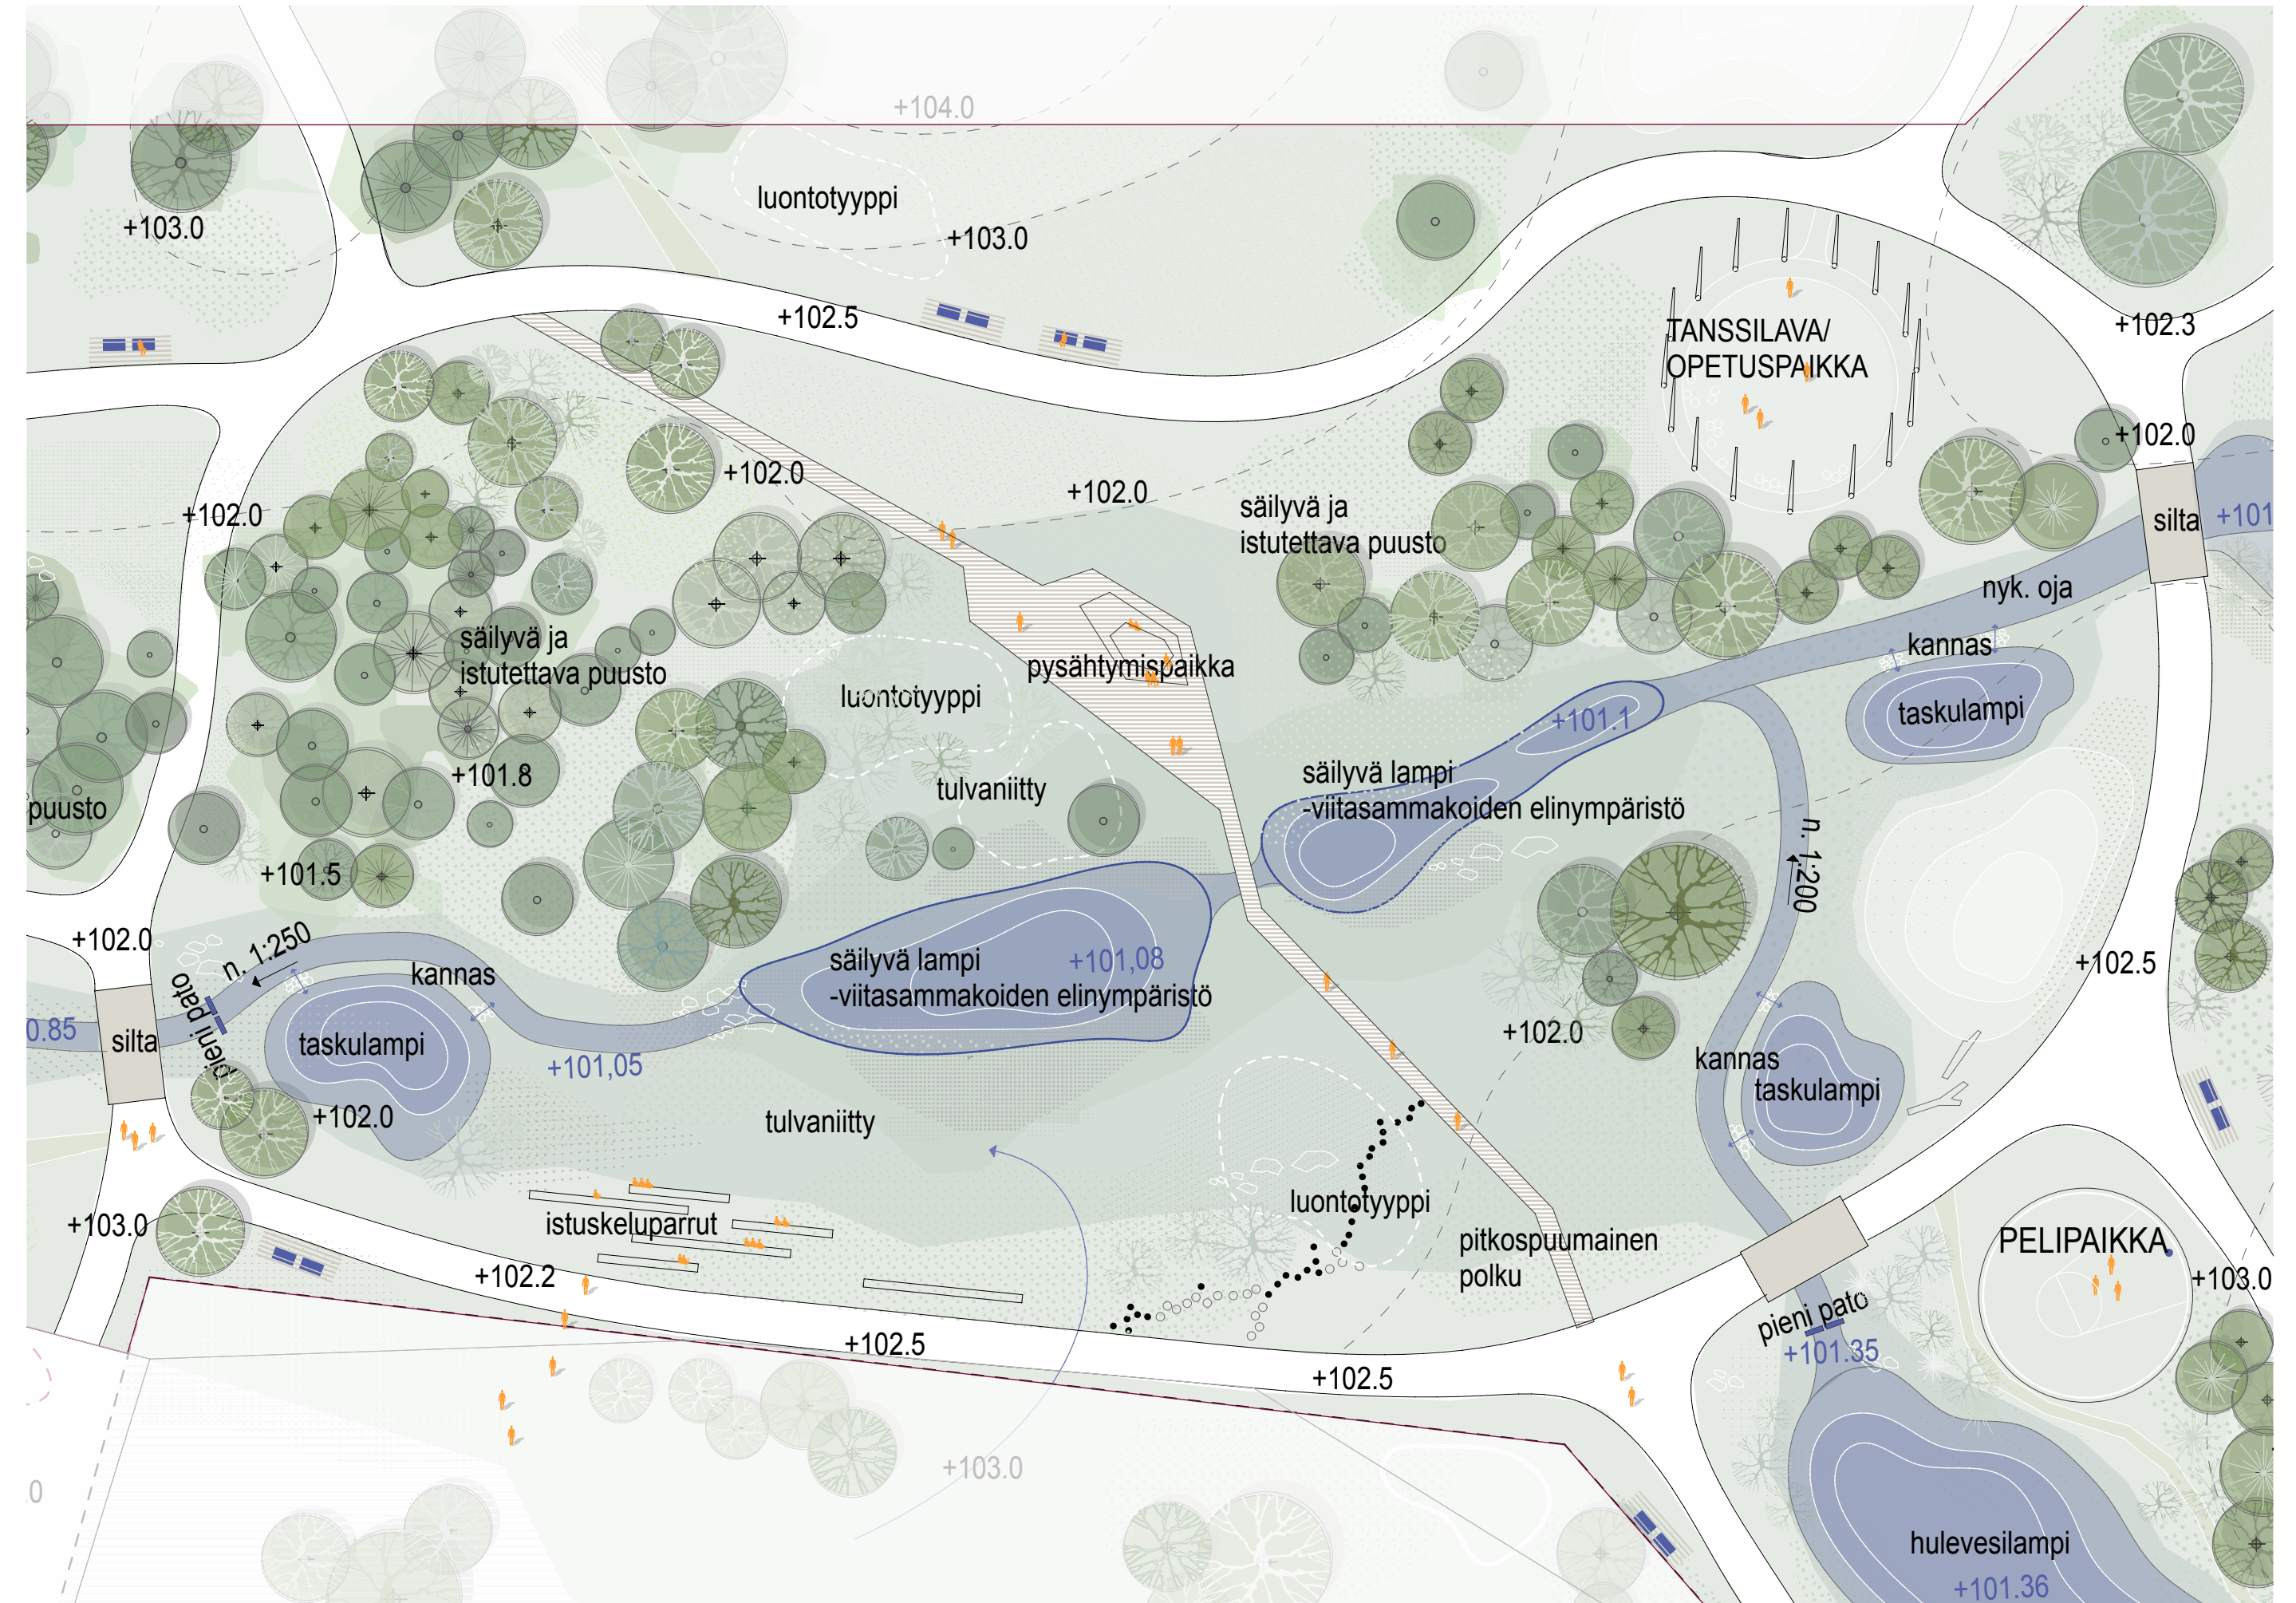 +104.0
luontotyyppi
+103.0
+103.0
+102.5
TANSSILAVA/
OPETUSPAIKKA
+102.3
+102.0
+102.0
+102.0
+102.0
säilyvä ja
istutettava puusto
silta
+101
nyk. oja
säilyvä ja
istutettava puusto
pysähtymispaikka
kannas
luontotyyppi
+101.1
taskulampi
+101.8
tulvaniitty
säilyvä lampi
-viitasammakoiden elinympäristö
puusto
n. 1:200
+101.5
+102.0
n. 1:250
kannas
säilyvä lampi
-viitasammakoiden elinympäristö
+101,08
+102.5
0.85
silta
pieni pato
taskulampi
+101,05
+102.0
kannas
taskulampi
+102.0
tulvaniitty
+103.0
istuskeluparrut
luontotyyppi
pitkospuumainen
polku
PELIPAIKKA
+102.2
+103.0
pieni pato
+101.35
+102.5
+102.5
+103.0
.0
hulevesilampi
+101.36